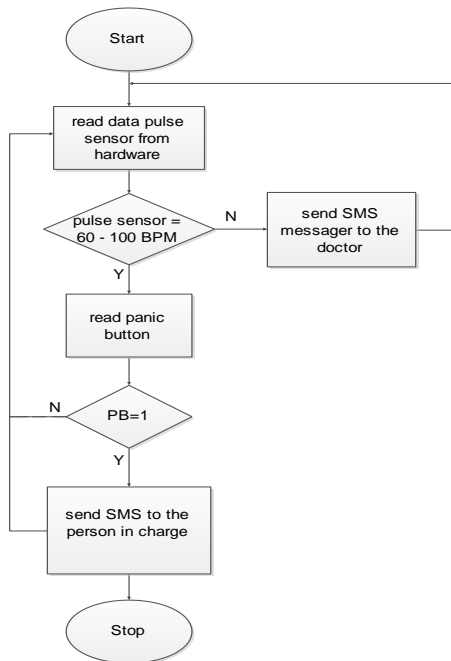 Start
read data pulse
sensor from
hardware
pulse sensor =
60 - 100 BPM
N
send SMS
messager to the
doctor
Y
read panic
button
N
PB=1
Y
send SMS to the
person in charge
Stop